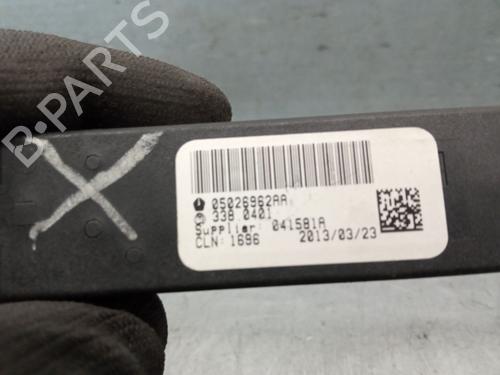 B-PARTS
05026962AA
338 0401
Supplier: 041581A
CLN: 1696 2013/03/23